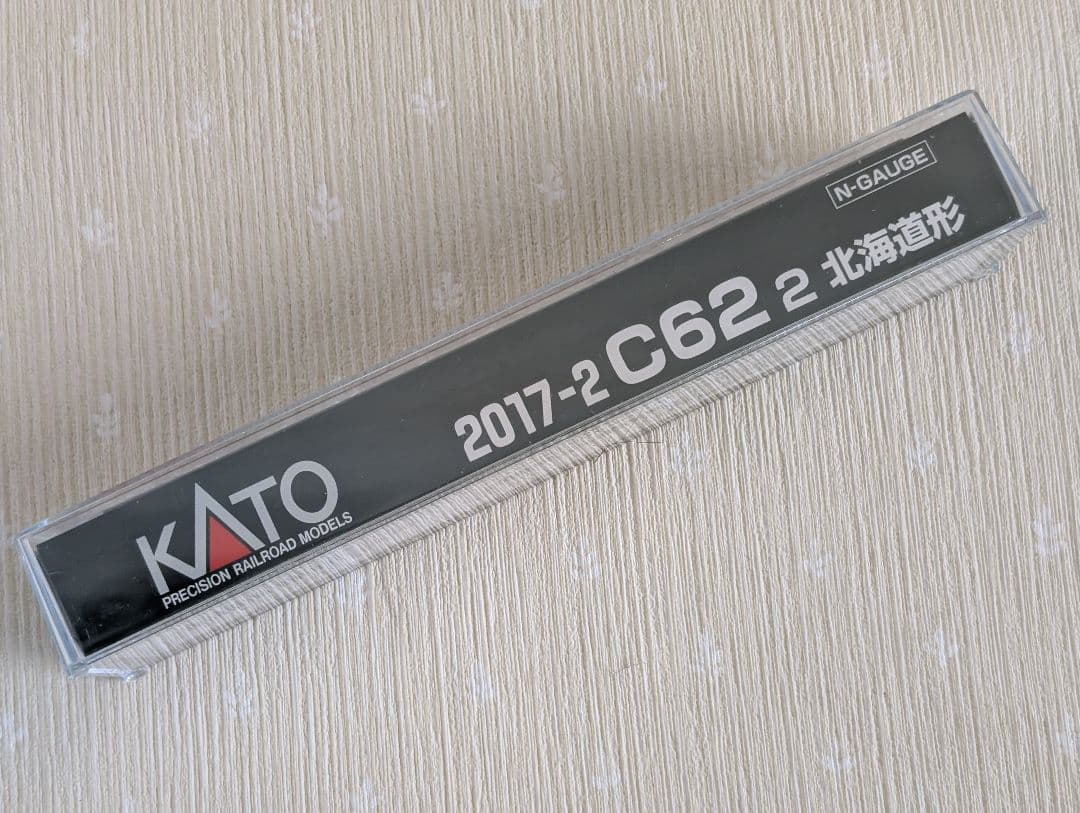 KATO
PRECISION RAILROAD MODELS
2017-2 C62 2 北海道形
N-GAUGE